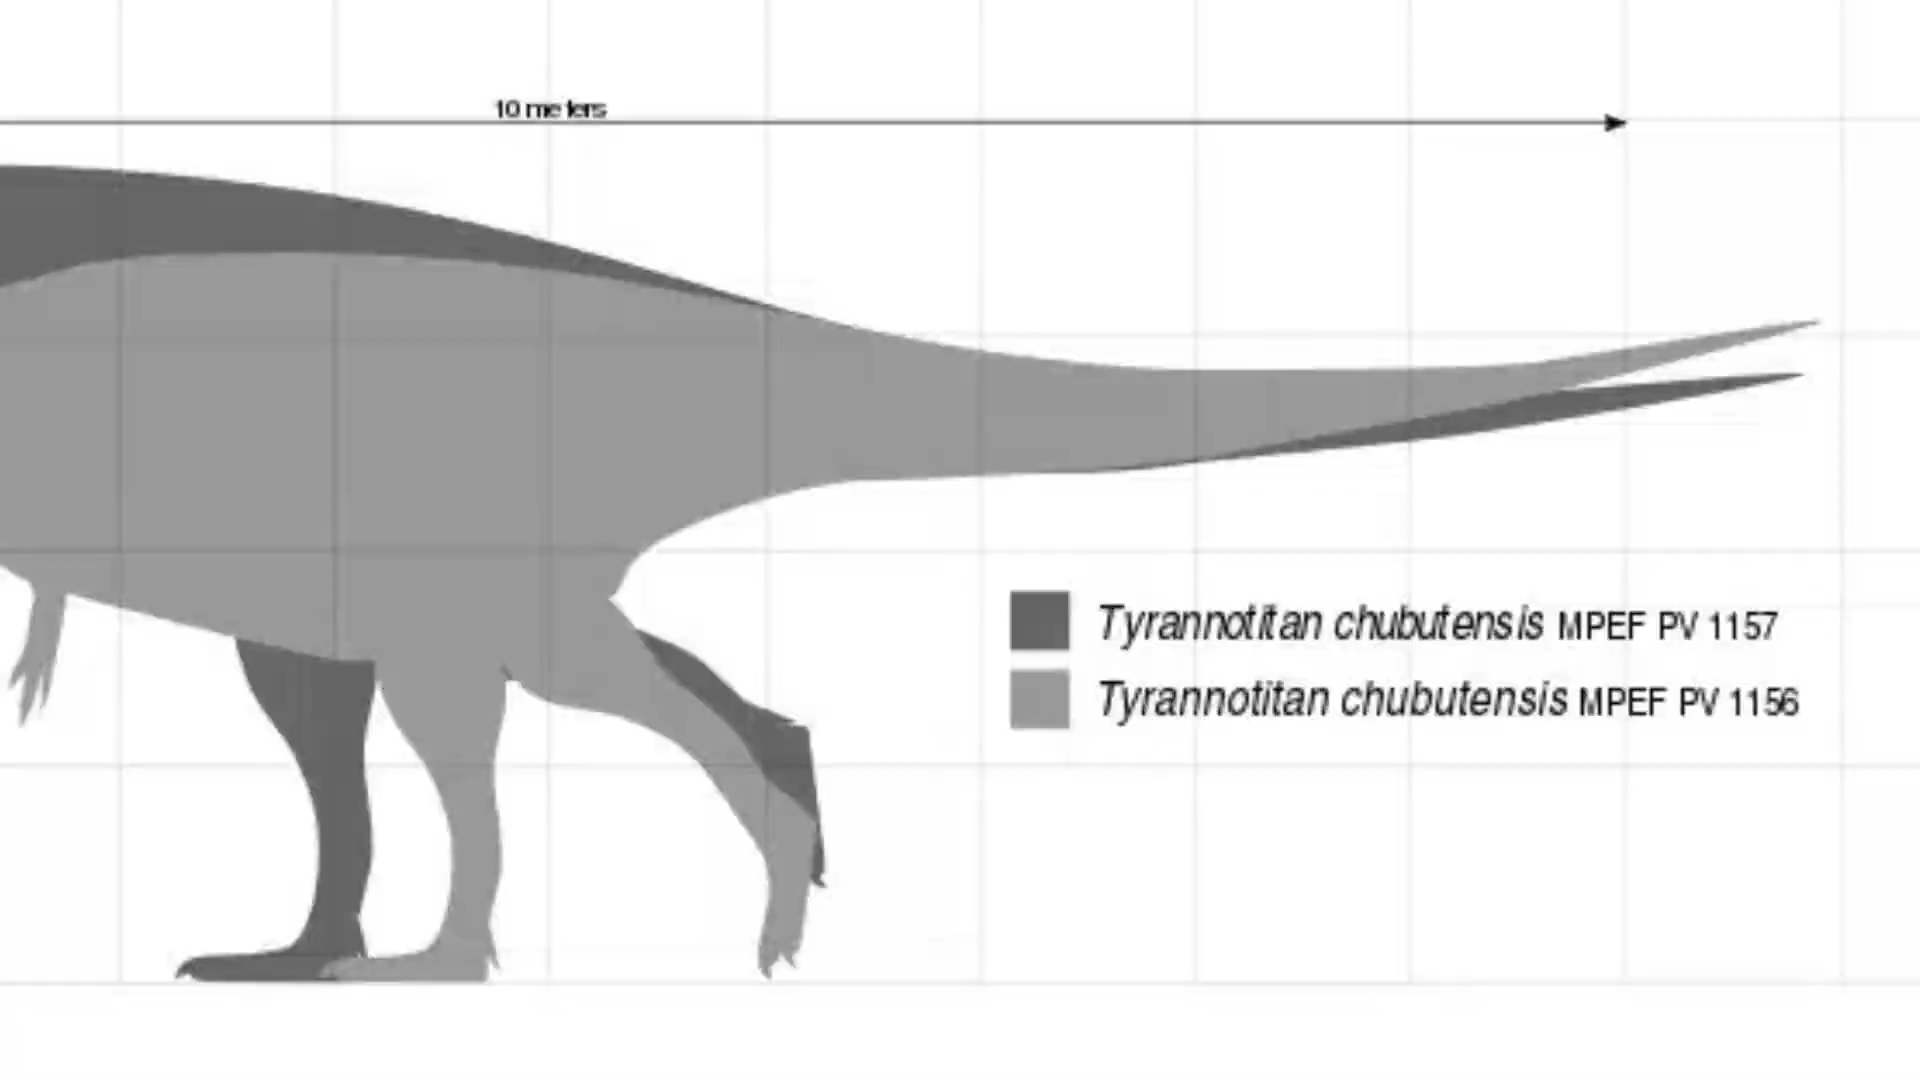 10 meters
Tyrannotitan chubutensis MPEF PV 1157
Tyrannotitan chubutensis MPEF PV 1156